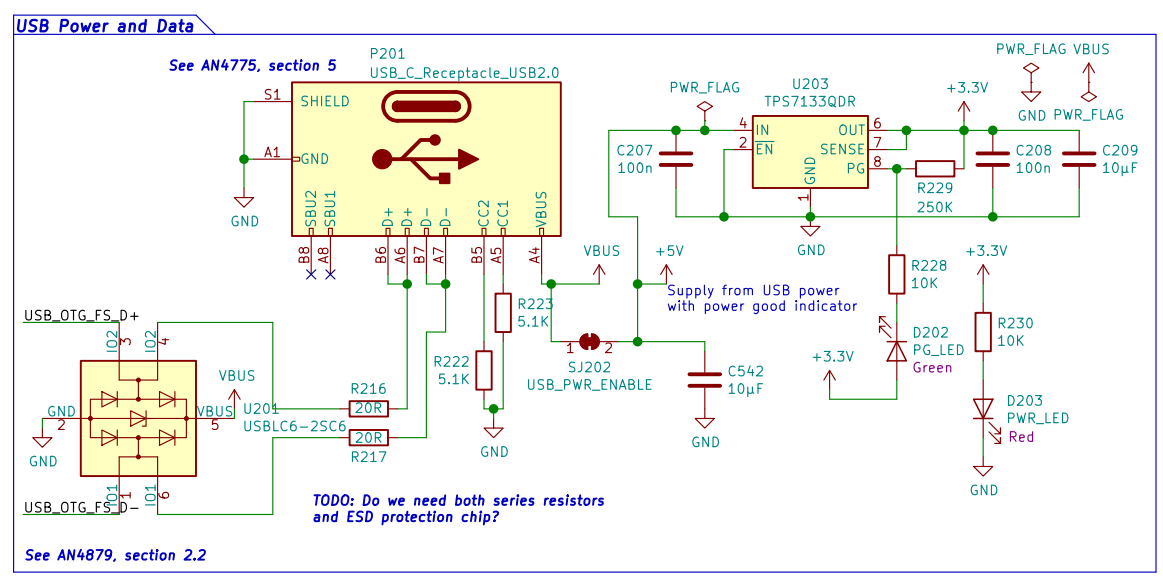 USB Power and Data
See AN4775, section 5
P201
USB_C_Receptacle_USB2.0
S1
SHIELD
A1
GND
GND
SBU2
SBU1
D+
D+
D-
D-
CC2
CC1
VBUS
B8
A8
B6
A6
B7
A7
B5
A5
A4
PWR_FLAG
U203
TPS7133QDR
4
IN
2
EN
GND
1
OUT
6
SENSE
7
PG
8
GND
C207
100n
+3.3V
PWR_FLAG
VBUS
GND
PWR_FLAG
C208
100n
C209
10µF
R229
250K
R228
10K
D202
PG_LED
Green
+3.3V
+3.3V
R230
10K
D203
PWR_LED
Red
GND
VBUS
+5V
Supply from USB power
with power good indicator
1
2
SJ202
USB_PWR_ENABLE
C542
10µF
GND
R223
5.1K
R222
5.1K
GND
USB_OTG_FS_D+
IO2
3
IO2
4
VBUS
GND
2
GND
VBUS
5
U201
USBLC6-2SC6
R216
20R
20R
R217
IO1
1
IO1
6
USB_OTG_FS_D-
TODO: Do we need both series resistors
and ESD protection chip?
See AN4879, section 2.2